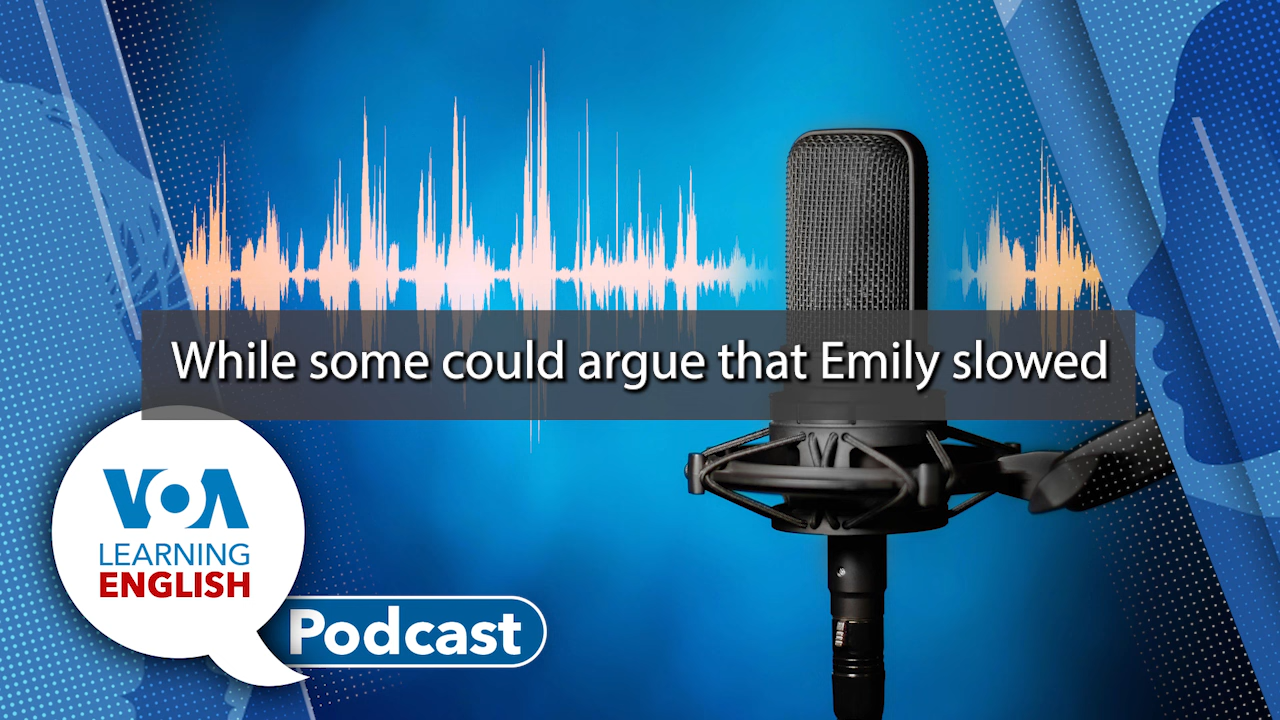 While some could argue that Emily slowed
VOA
LEARNING
ENGLISH
Podcast